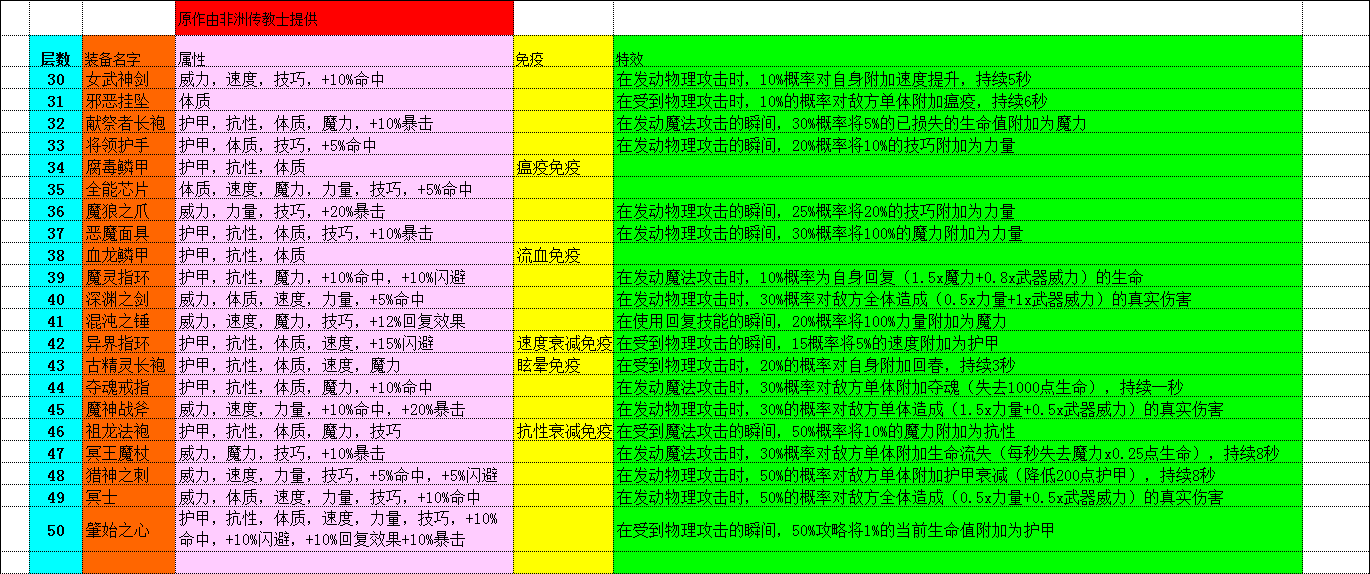 原作由非洲传教士提供
层数 装备名字 属性 免疫 特效
30 女武神剑 威力，速度，技巧，+10%命中 在发动物理攻击时，10%概率对自身附加速度提升，持续5秒
31 邪恶挂坠 体质 在受到物理攻击时，10%的概率对敌方单体附加瘟疫，持续6秒
32 献祭者长袍 护甲，抗性，体质，魔力，+10%暴击 在发动魔法攻击的瞬间，30%概率将5%的已损失的生命值附加为魔力
33 将领护手 护甲，体质，技巧，+5%命中 在发动物理攻击的瞬间，20%概率将10%的技巧附加为力量
34 腐毒鳞甲 护甲，抗性，体质 瘟疫免疫
35 全能芯片 体质，速度，魔力，力量，技巧，+5%命中
36 魔狼之爪 威力，力量，技巧，+20%暴击 在发动物理攻击的瞬间，25%概率将20%的技巧附加为力量
37 恶魔面具 护甲，抗性，体质，技巧，+10%暴击 在发动物理攻击的瞬间，30%概率将100%的魔力附加为力量
38 血龙鳞甲 护甲，抗性，体质 流血免疫
39 魔灵指环 护甲，抗性，魔力，+10%命中，+10%闪避 在发动魔法攻击时，10%概率为自身回复（1.5x魔力+0.8x武器威力）的生命
40 深渊之剑 威力，体质，速度，力量，+5%命中 在发动物理攻击时，30%概率对敌方全体造成（0.5x力量+1x武器威力）的真实伤害
41 混沌之锤 威力，速度，魔力，技巧，+12%回复效果 在使用回复技能的瞬间，20%概率将100%力量附加为魔力
42 异界指环 护甲，抗性，体质，速度，+15%闪避 速度衰减免疫 在受到物理攻击的瞬间，15概率将5%的速度附加为护甲
43 古精灵长袍 护甲，抗性，体质，速度，魔力 眩晕免疫 在受到物理攻击时，20%的概率对自身附加回春，持续3秒
44 夺魂戒指 护甲，抗性，体质，魔力，+10%命中 在发动魔法攻击时，30%概率对敌方单体附加夺魂（失去1000点生命），持续一秒
45 魔神战斧 威力，速度，力量，+10%命中，+20%暴击 在发动物理攻击时，30%的概率对敌方单体造成（1.5x力量+0.5x武器威力）的真实伤害
46 祖龙法袍 护甲，抗性，体质，魔力，技巧 抗性衰减免疫 在受到魔法攻击的瞬间，50%概率将10%的魔力附加为抗性
47 冥王魔杖 威力，魔力，技巧，+10%暴击 在发动魔法攻击时，30%概率对敌方单体附加生命流失（每秒失去魔力x0.25点生命），持续8秒
48 猎神之刺 威力，速度，力量，技巧，+5%命中，+5%闪避 在发动物理攻击时，50%的概率对敌方单体附加护甲衰减（降低200点护甲），持续8秒
49 冥士 威力，体质，速度，力量，技巧，+10%命中 在发动物理攻击时，50%的概率对敌方全体造成（0.5x力量+0.5x武器威力）的真实伤害
50 肇始之心 护甲，抗性，体质，速度，力量，技巧，+10%
命中，+10%闪避，+10%回复效果+10%暴击 在受到物理攻击的瞬间，50%攻略将1%的当前生命值附加为护甲